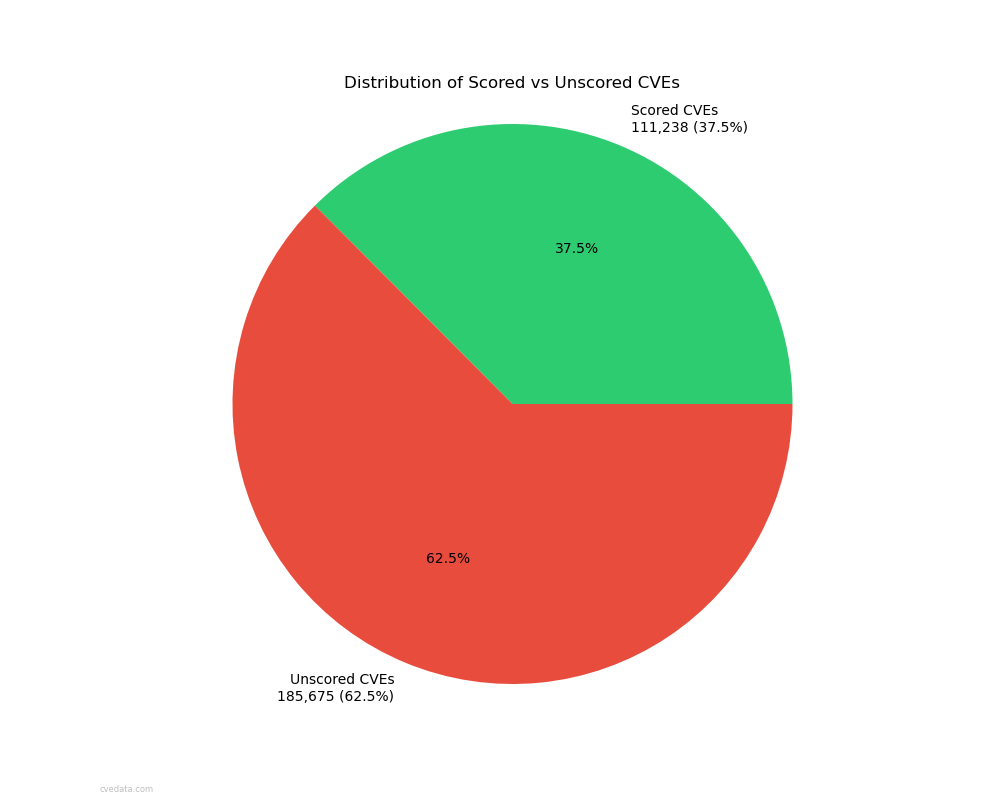 Distribution of Scored vs Unscored CVEs
Scored CVEs
111,238 (37.5%)
37.5%
62.5%
Unscored CVEs
185,675 (62.5%)
cvedata.com